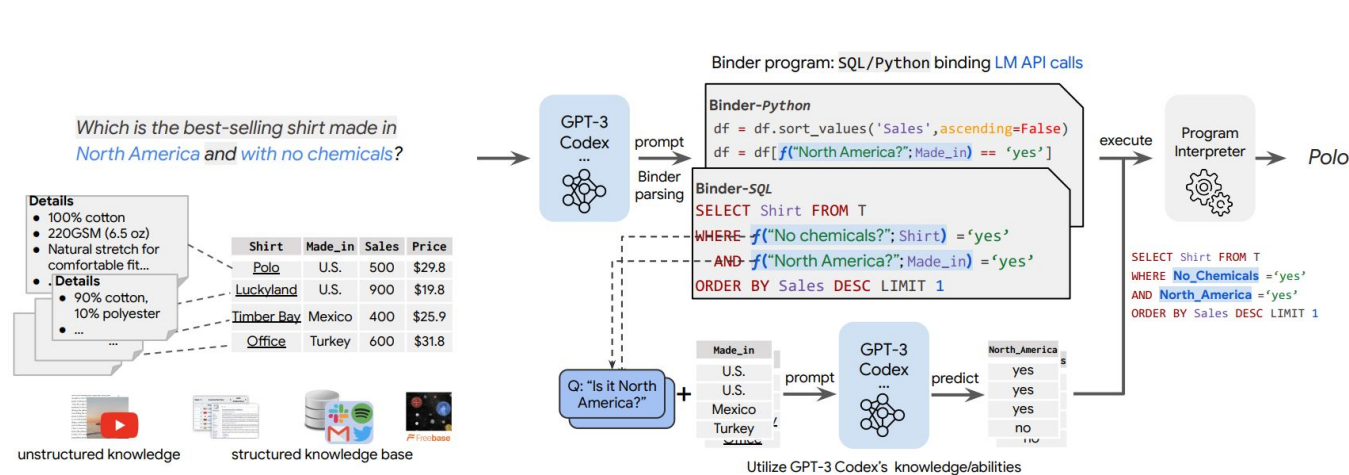 Which is the best-selling shirt made in
North America and with no chemicals?
Details
● 100% cotton
● 220GSM (6.5 oz)
● Natural stretch for
comfortable fit...
● .
Details
● 90% cotton,
10% polyester
● ...
...
Shirt Made_in Sales Price
Polo U.S. 500 $29.8
Luckyland U.S. 900 $19.8
Timber Bay Mexico 400 $25.9
Office Turkey 600 $31.8
Freebase
unstructured knowledge
structured knowledge base
GPT-3
Codex
...
prompt
Binder
parsing
Binder program: SQL/Python binding LM API calls
Binder-Python
df = df.sort_values('Sales',ascending=False)
df = df[ƒ(“North America?”; Made_in) == ‘yes’]
Binder-SQL
SELECT Shirt FROM T
WHERE ƒ(“No chemicals?”; Shirt) =‘yes’
AND ƒ(“North America?”; Made_in) =‘yes’
ORDER BY Sales DESC LIMIT 1
execute
Program
Interpreter
Polo
SELECT Shirt FROM T
WHERE No_Chemicals =‘yes’
AND North_America =‘yes’
ORDER BY Sales DESC LIMIT 1
Q: “Is it North
America?”
+
Made_in
U.S.
U.S.
Mexico
Turkey
prompt
GPT-3
Codex
...
predict
North_America
yes
yes
yes
no
Utilize GPT-3 Codex’s knowledge/abilities